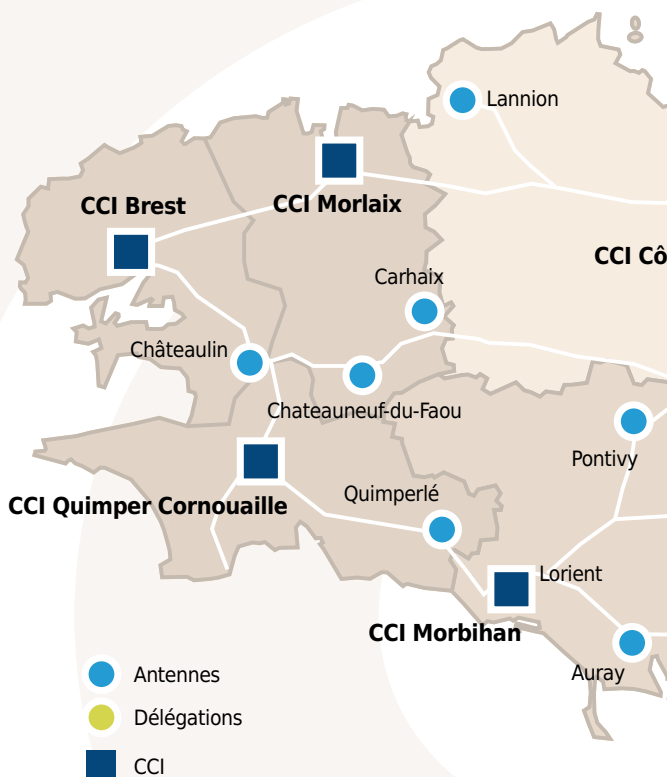 Lannion
CCI Brest
CCI Morlaix
CCI Cô
Carhaix
Châteaulin
Chateauneuf-du-Faou
Pontivy
Quimperlé
CCI Quimper Cornouaille
Lorient
CCI Morbihan
Auray
Antennes
Délégations
CCI